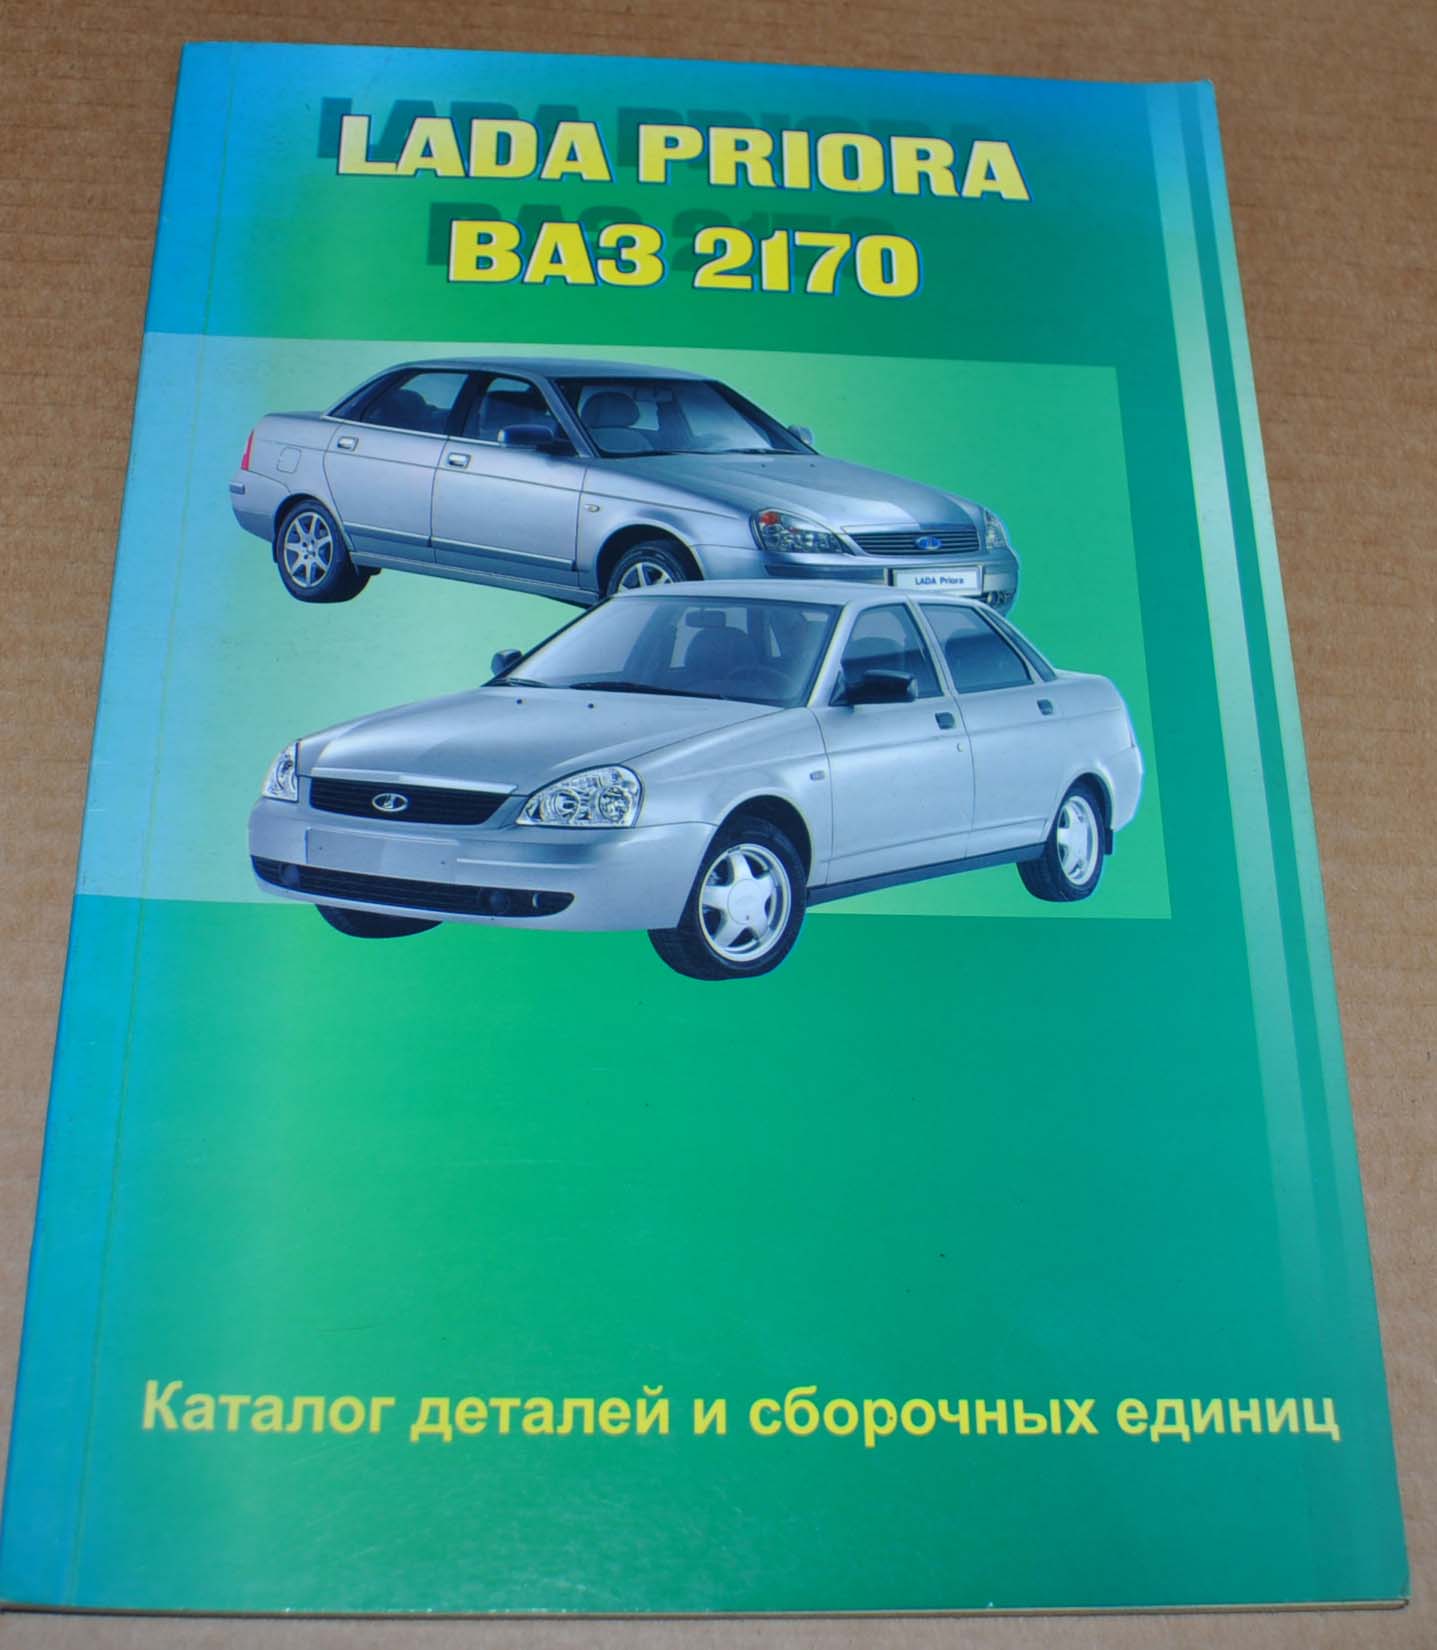 LADA PRIORA
ВАЗ 2170
LADA Priora
Каталог деталей и сборочных единиц